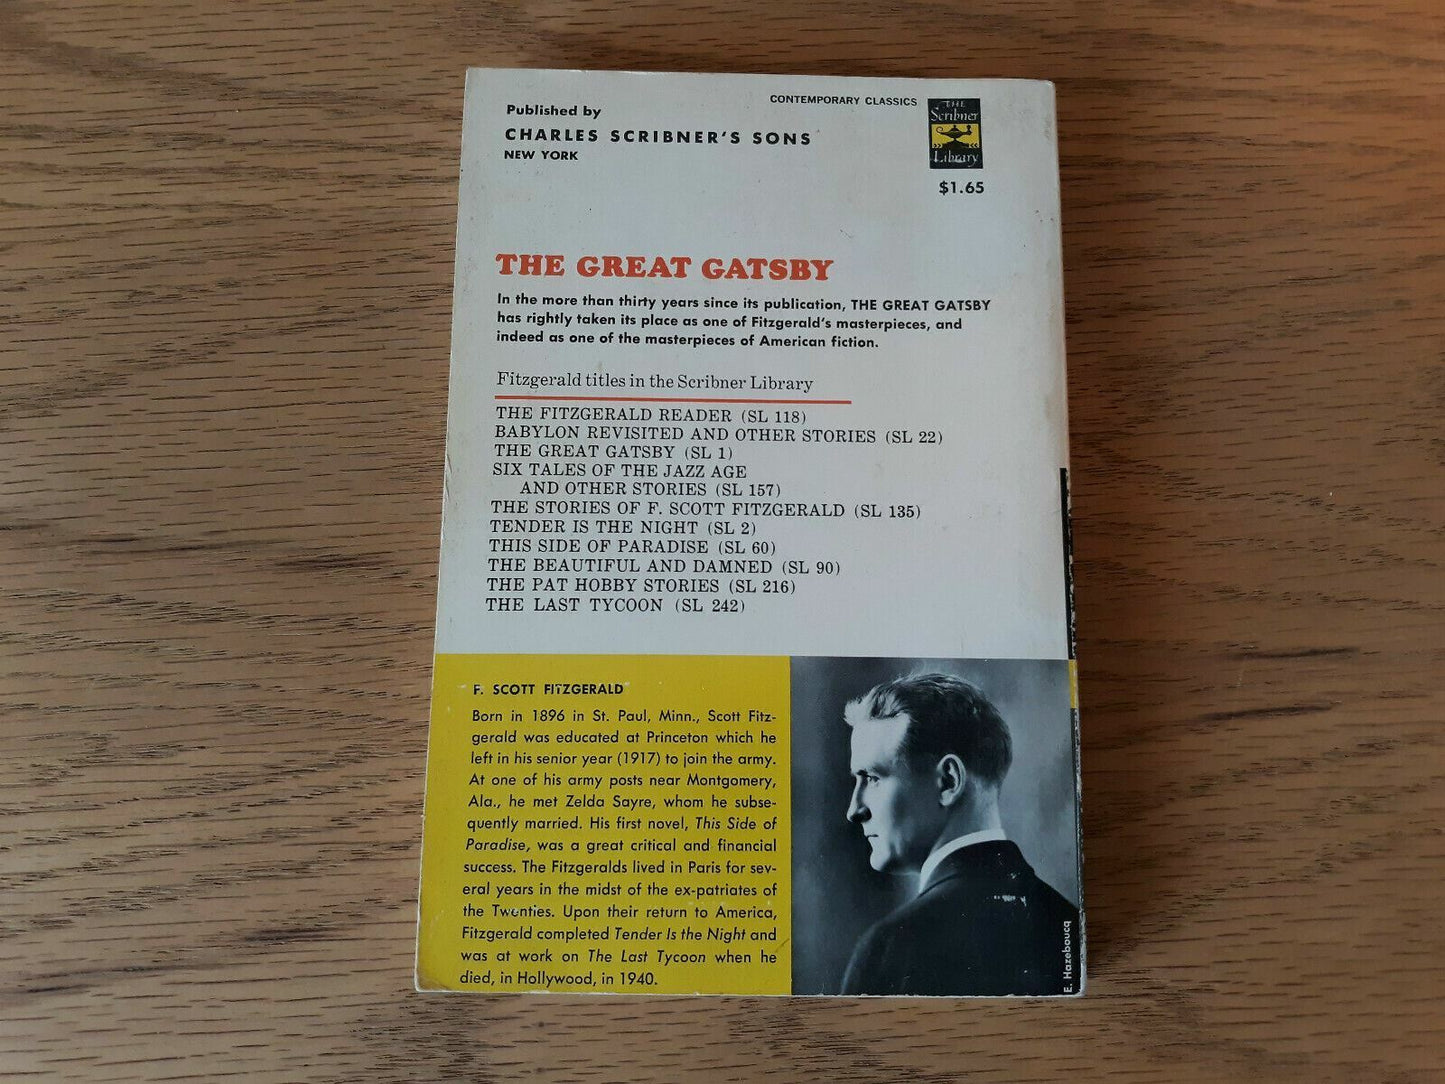 Published by
CHARLES SCRIBNER'S SONS
NEW YORK
CONTEMPORARY CLASSICS
THE
Scribner
Library
$1.65
THE GREAT GATSBY
In the more than thirty years since its publication, THE GREAT GATSBY
has rightly taken its place as one of Fitzgerald's masterpieces, and
indeed as one of the masterpieces of American fiction.
Fitzgerald titles in the Scribner Library
THE FITZGERALD READER (SL 118)
BABYLON REVISITED AND OTHER STORIES (SL 22)
THE GREAT GATSBY (SL 1)
SIX TALES OF THE JAZZ AGE
AND OTHER STORIES (SL 157)
THE STORIES OF F. SCOTT FITZGERALD (SL 135)
TENDER IS THE NIGHT (SL 2)
THIS SIDE OF PARADISE (SL 60)
THE BEAUTIFUL AND DAMNED (SL 90)
THE PAT HOBBY STORIES (SL 216)
THE LAST TYCOON (SL 242)
F. SCOTT FITZGERALD
Born in 1896 in St. Paul, Minn., Scott Fitz-
gerald was educated at Princeton which he
left in his senior year (1917) to join the army.
At one of his army posts near Montgomery,
Ala., he met Zelda Sayre, whom he subse-
quently married. His first novel, This Side of
Paradise, was a great critical and financial
success. The Fitzgeralds lived in Paris for sev-
eral years in the midst of the ex-patriates of
the Twenties. Upon their return to America,
Fitzgerald completed Tender Is the Night and
was at work on The Last Tycoon when he
died, in Hollywood, in 1940.
E. Hazeboucq